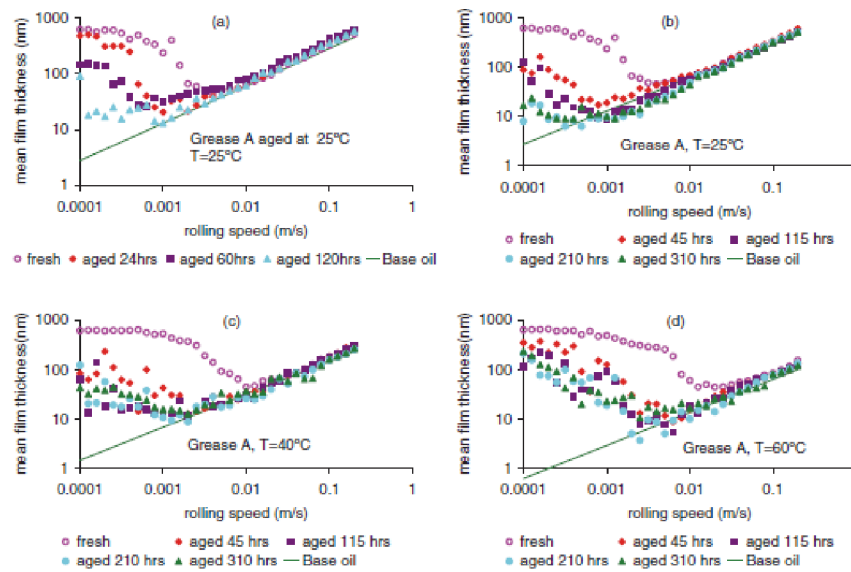 (a)
1000
100
10
1
mean film thickness (nm)
Grease A aged at 25°C
T=25°C
0.0001 0.001 0.01 0.1 1
rolling speed (m/s)
fresh aged 24hrs aged 60hrs aged 120hrs Base oil
(b)
1000
100
10
1
mean film thickness (nm)
Grease A, T=25°C
0.0001 0.001 0.01 0.1
rolling speed (m/s)
fresh aged 45 hrs aged 115 hrs
aged 210 hrs aged 310 hrs Base oil
(c)
1000
100
10
1
mean film thickness(nm)
Grease A, T=40°C
0.0001 0.001 0.01 0.1 1
rolling speed (m/s)
fresh aged 45 hrs aged 115 hrs
aged 210 hrs aged 310 hrs Base oil
(d)
1000
100
10
1
mean film thickness (nm)
Grease A, T=60°C
0.0001 0.001 0.01 0.1
rolling speed (m/s)
fresh aged 45 hrs aged 115 hrs
aged 210 hrs aged 310 hrs Base oil